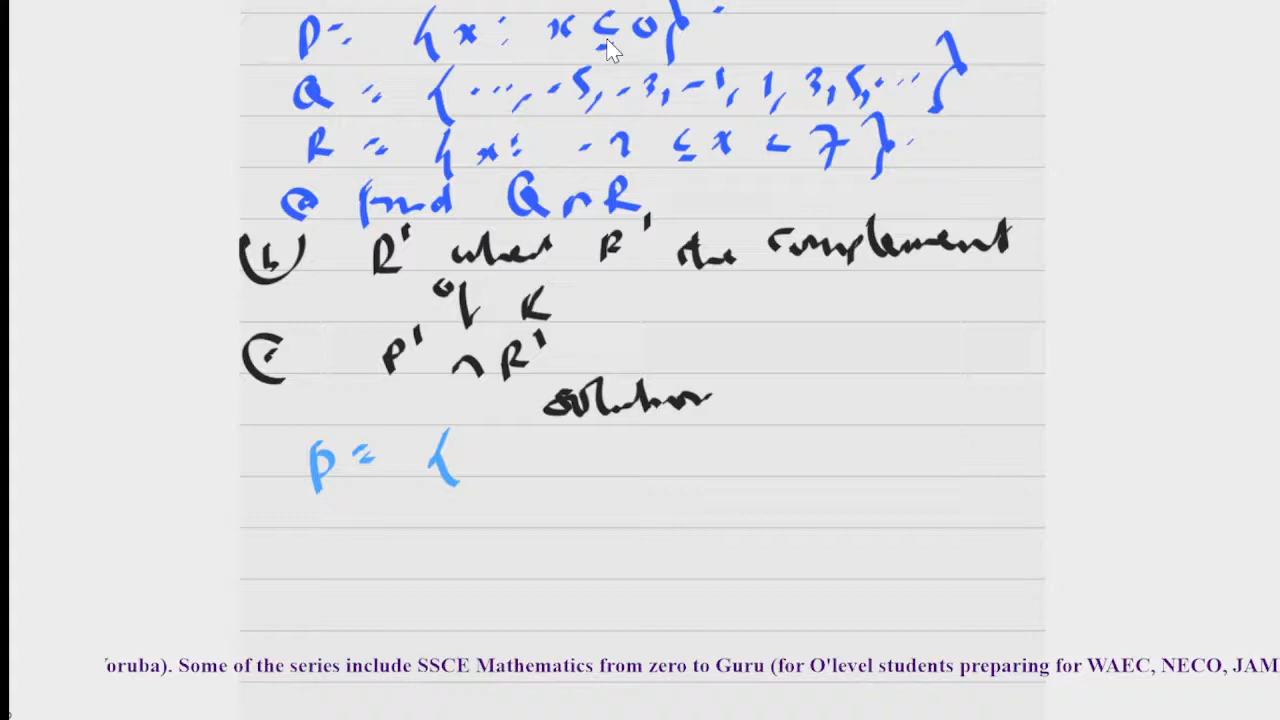 P = {x : x ≤ 0}.
Q = {..., -5, -3, -1, 1, 3, 5, ...}
R = {x : -2 ≤ x < 7}.
(a) find Q ∩ R
(b) R' where R' the complement
of R
(c) P' ∩ R'
solution
P = {
oruba). Some of the series include SSCE Mathematics from zero to Guru (for O'level students preparing for WAEC, NECO, JAM